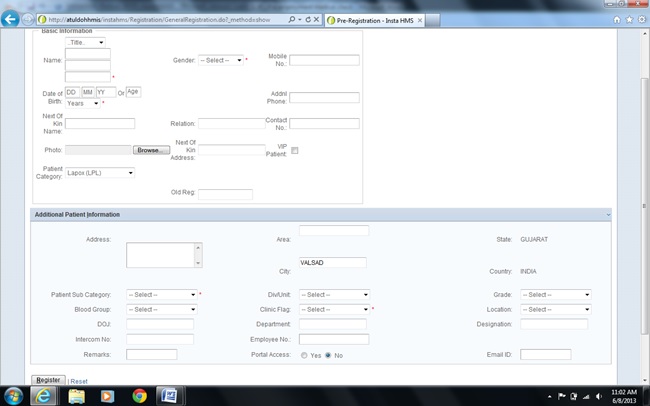 http://atuldohhmis/instahms/Registration/GeneralRegistration.do?_method=show
Pre-Registration - Insta HMS
Basic Information
..Title..
Name:
*
Gender: -- Select -- *
Mobile No.:
Date of Birth: DD MM YY Or Age
Years *
Addnl Phone:
Next Of Kin Name:
Relation:
Contact No.:
Photo: Browse...
Next Of Kin Address:
VIP Patient:
Patient Category: Lapox (LPL)
Old Reg:
Additional Patient Information
Address:
Area:
State: GUJARAT
City: VALSAD
Country: INDIA
Patient Sub Category: -- Select -- *
Div/Unit: -- Select --
Grade: -- Select --
Blood Group: -- Select --
Clinic Flag: -- Select -- *
Location: -- Select --
DOJ:
Department:
Designation:
Intercom No:
Employee No.:
Remarks:
Portal Access: Yes No
Email ID:
Register | Reset
11:02 AM
6/8/2013